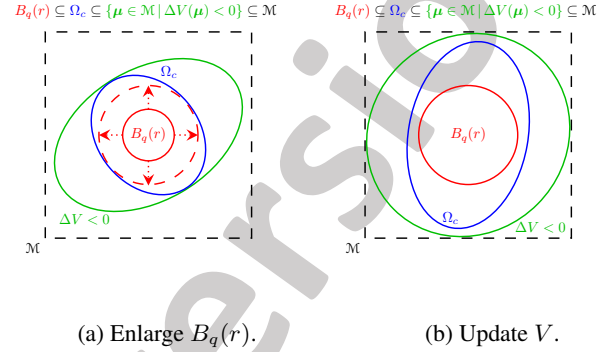 B_q(r) ⊆ Ω_c ⊆ {μ ∈ ℳ | ΔV(μ) < 0} ⊆ ℳ
Ω_c
B_q(r)
ΔV < 0
ℳ
(a) Enlarge B_q(r).
B_q(r) ⊆ Ω_c ⊆ {μ ∈ ℳ | ΔV(μ) < 0} ⊆ ℳ
B_q(r)
Ω_c
ΔV < 0
ℳ
(b) Update V.
ersio